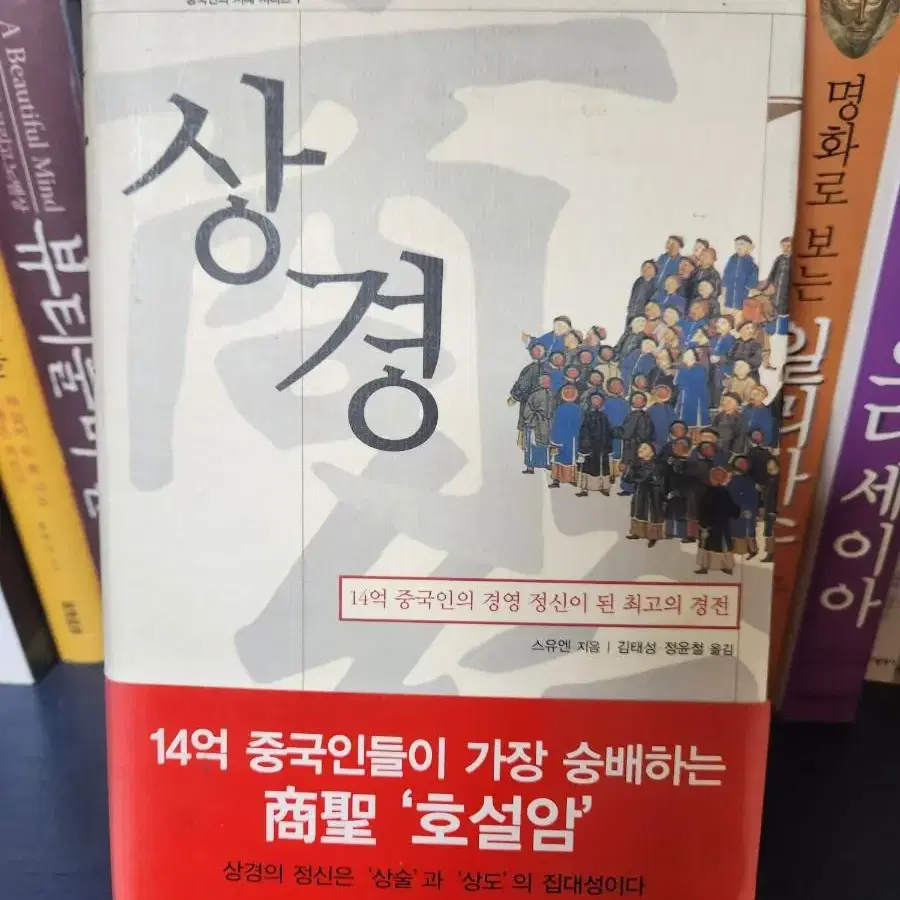 상경
14억 중국인의 경영 정신이 된 최고의 경전
스유엔 지음 | 김태성·정윤철 옮김
14억 중국인들이 가장 숭배하는
商聖 '호설암'
상경의 정신은 '상술'과 '상도'의 집대성이다
A Beautiful Mind
뷰티풀
명화로 보는 일리아스
세이아